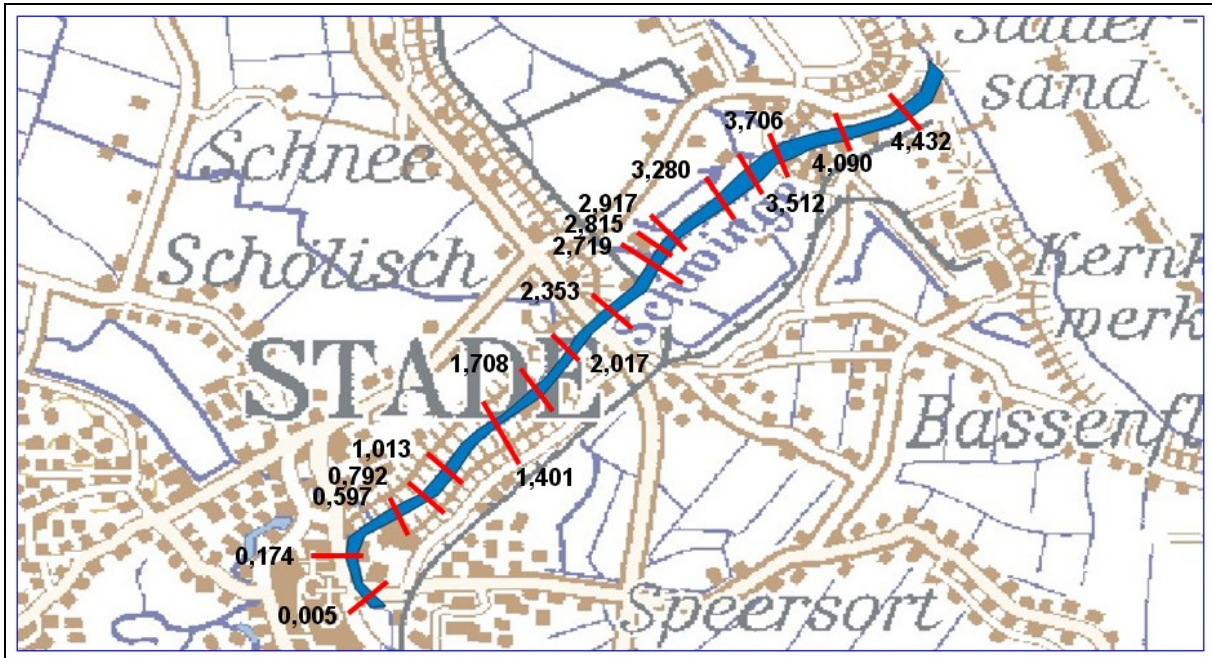 Stader-
sand
3,706
4,432
4,090
Schnee
3,280
3,512
2,917
2,815
2,719
Schölisch
Schwinge
Kernk
werk
2,353
STADE
1,708
2,017
Bassenfl
1,013
0,792
0,597
1,401
0,174
0,005
Speersort